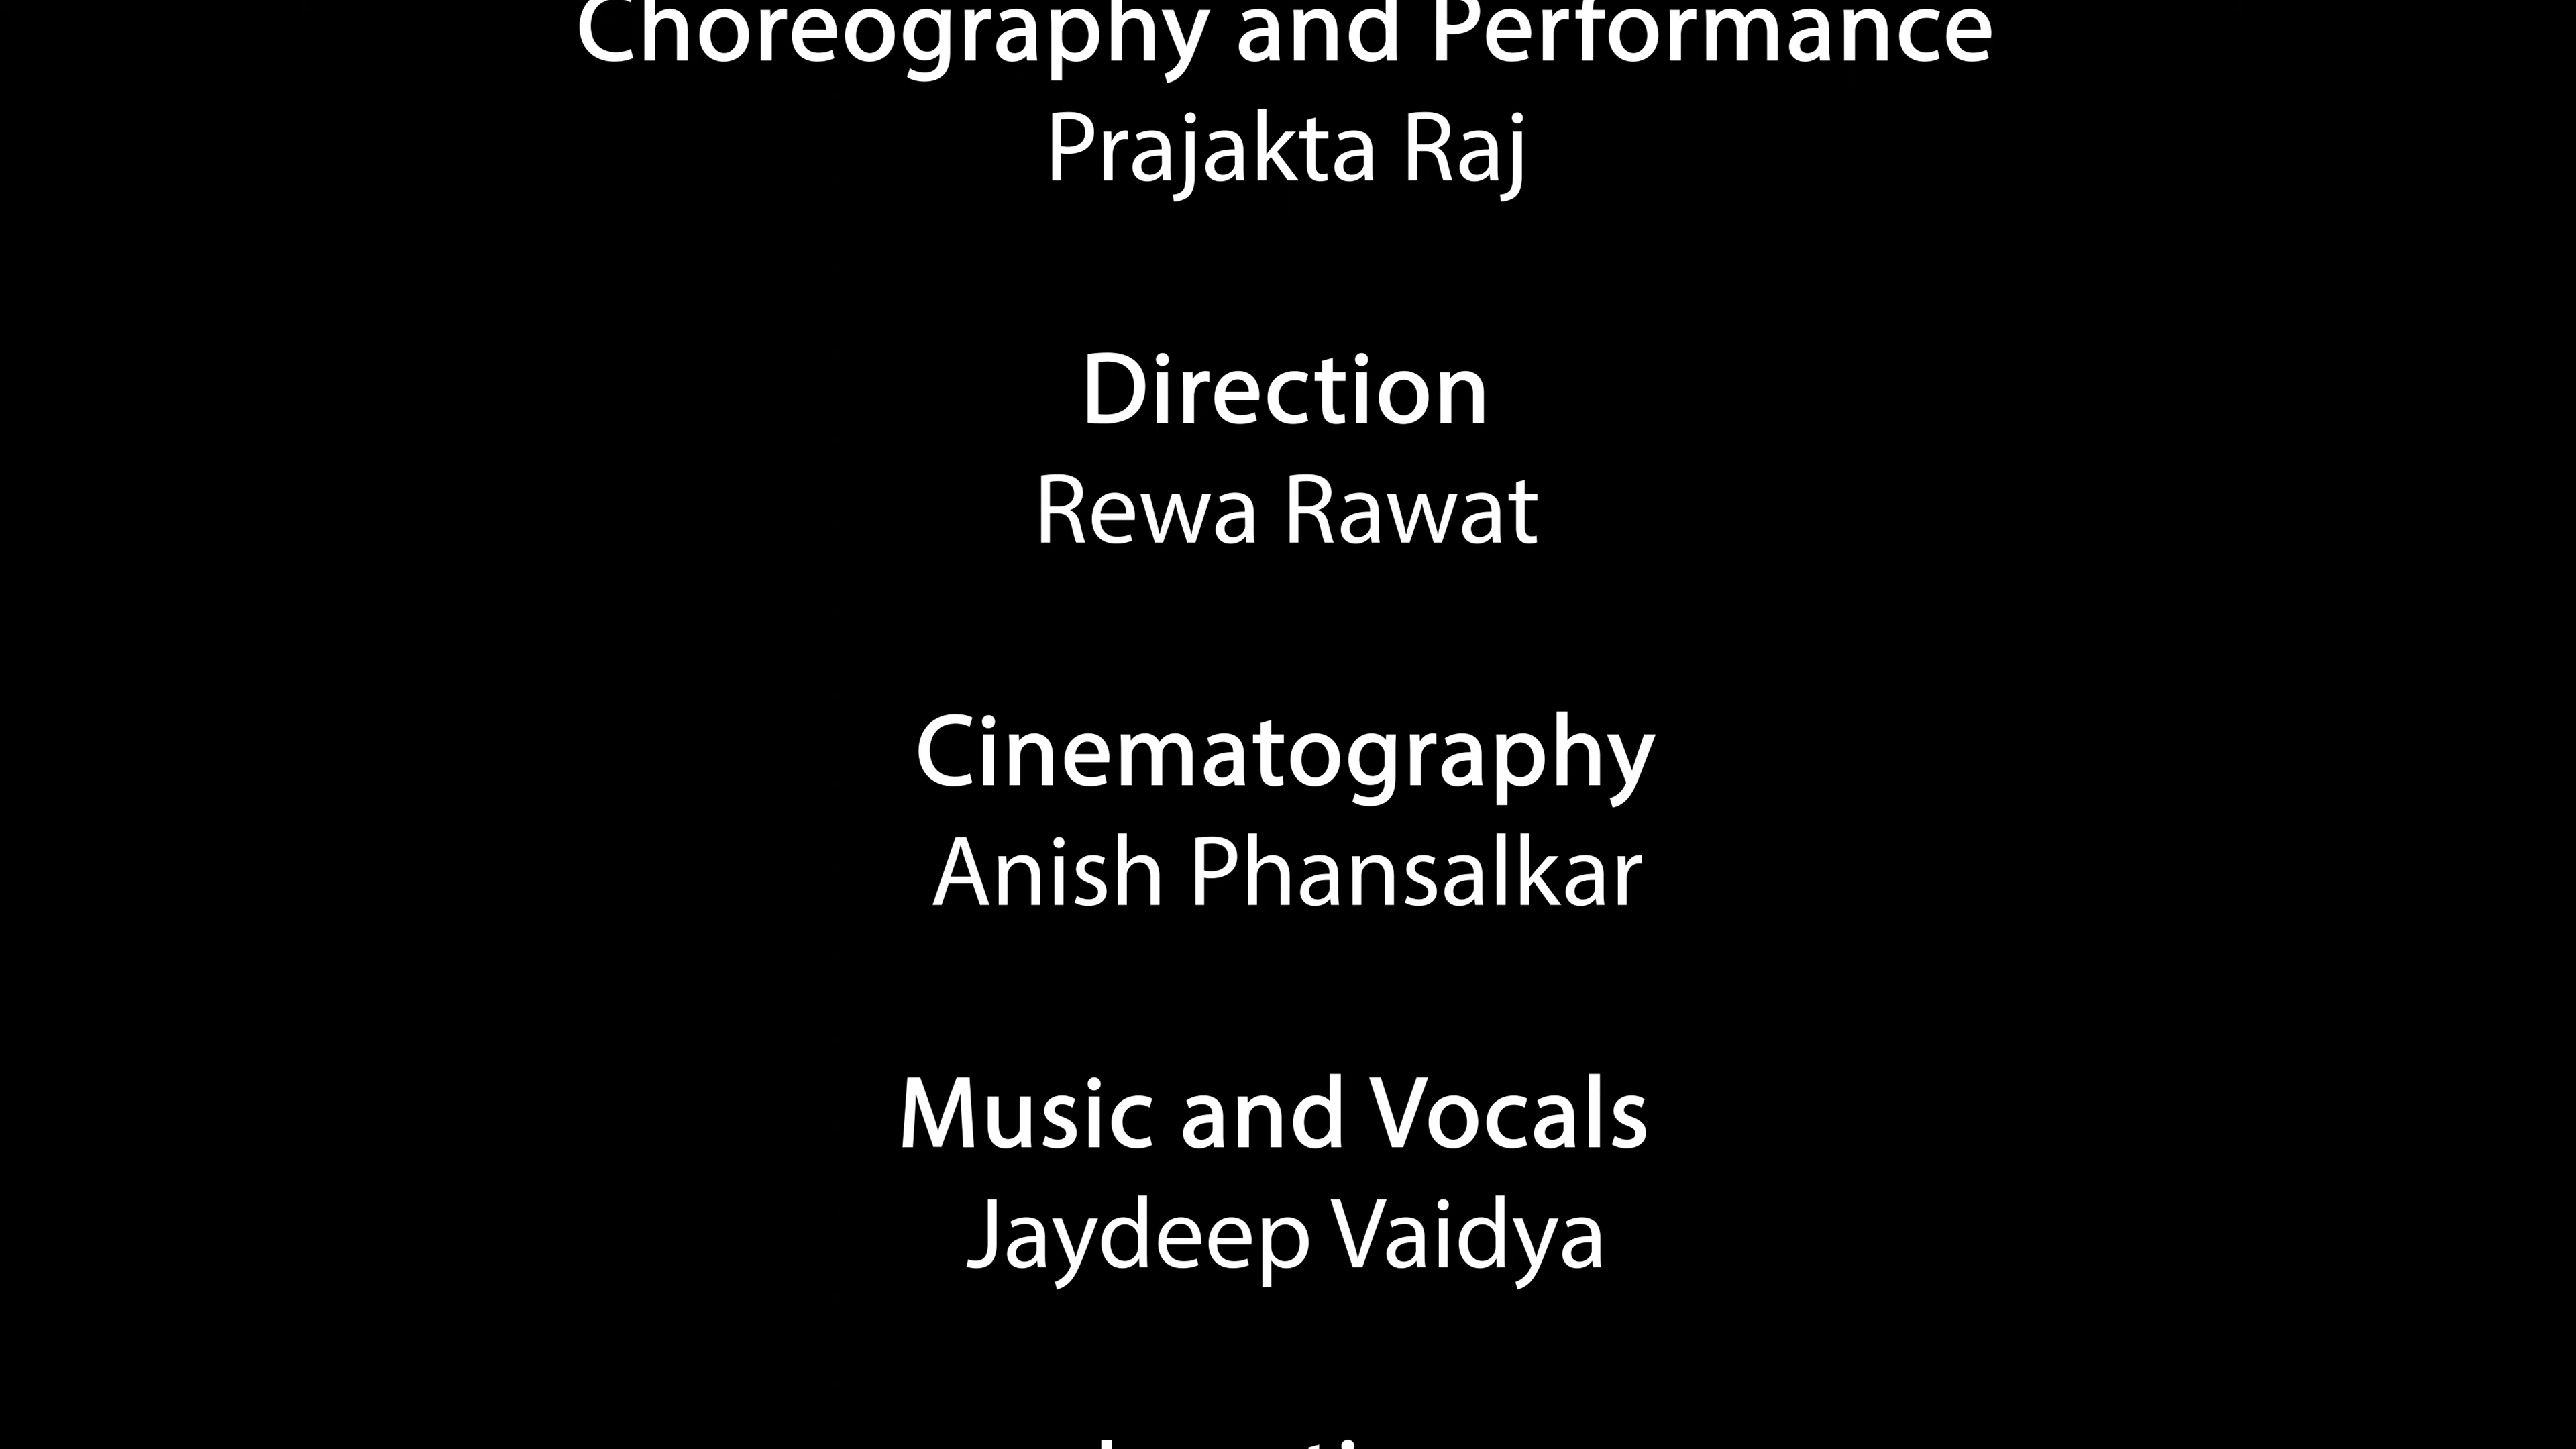 Choreography and Performance
Prajakta Raj
Direction
Rewa Rawat
Cinematography
Anish Phansalkar
Music and Vocals
Jaydeep Vaidya